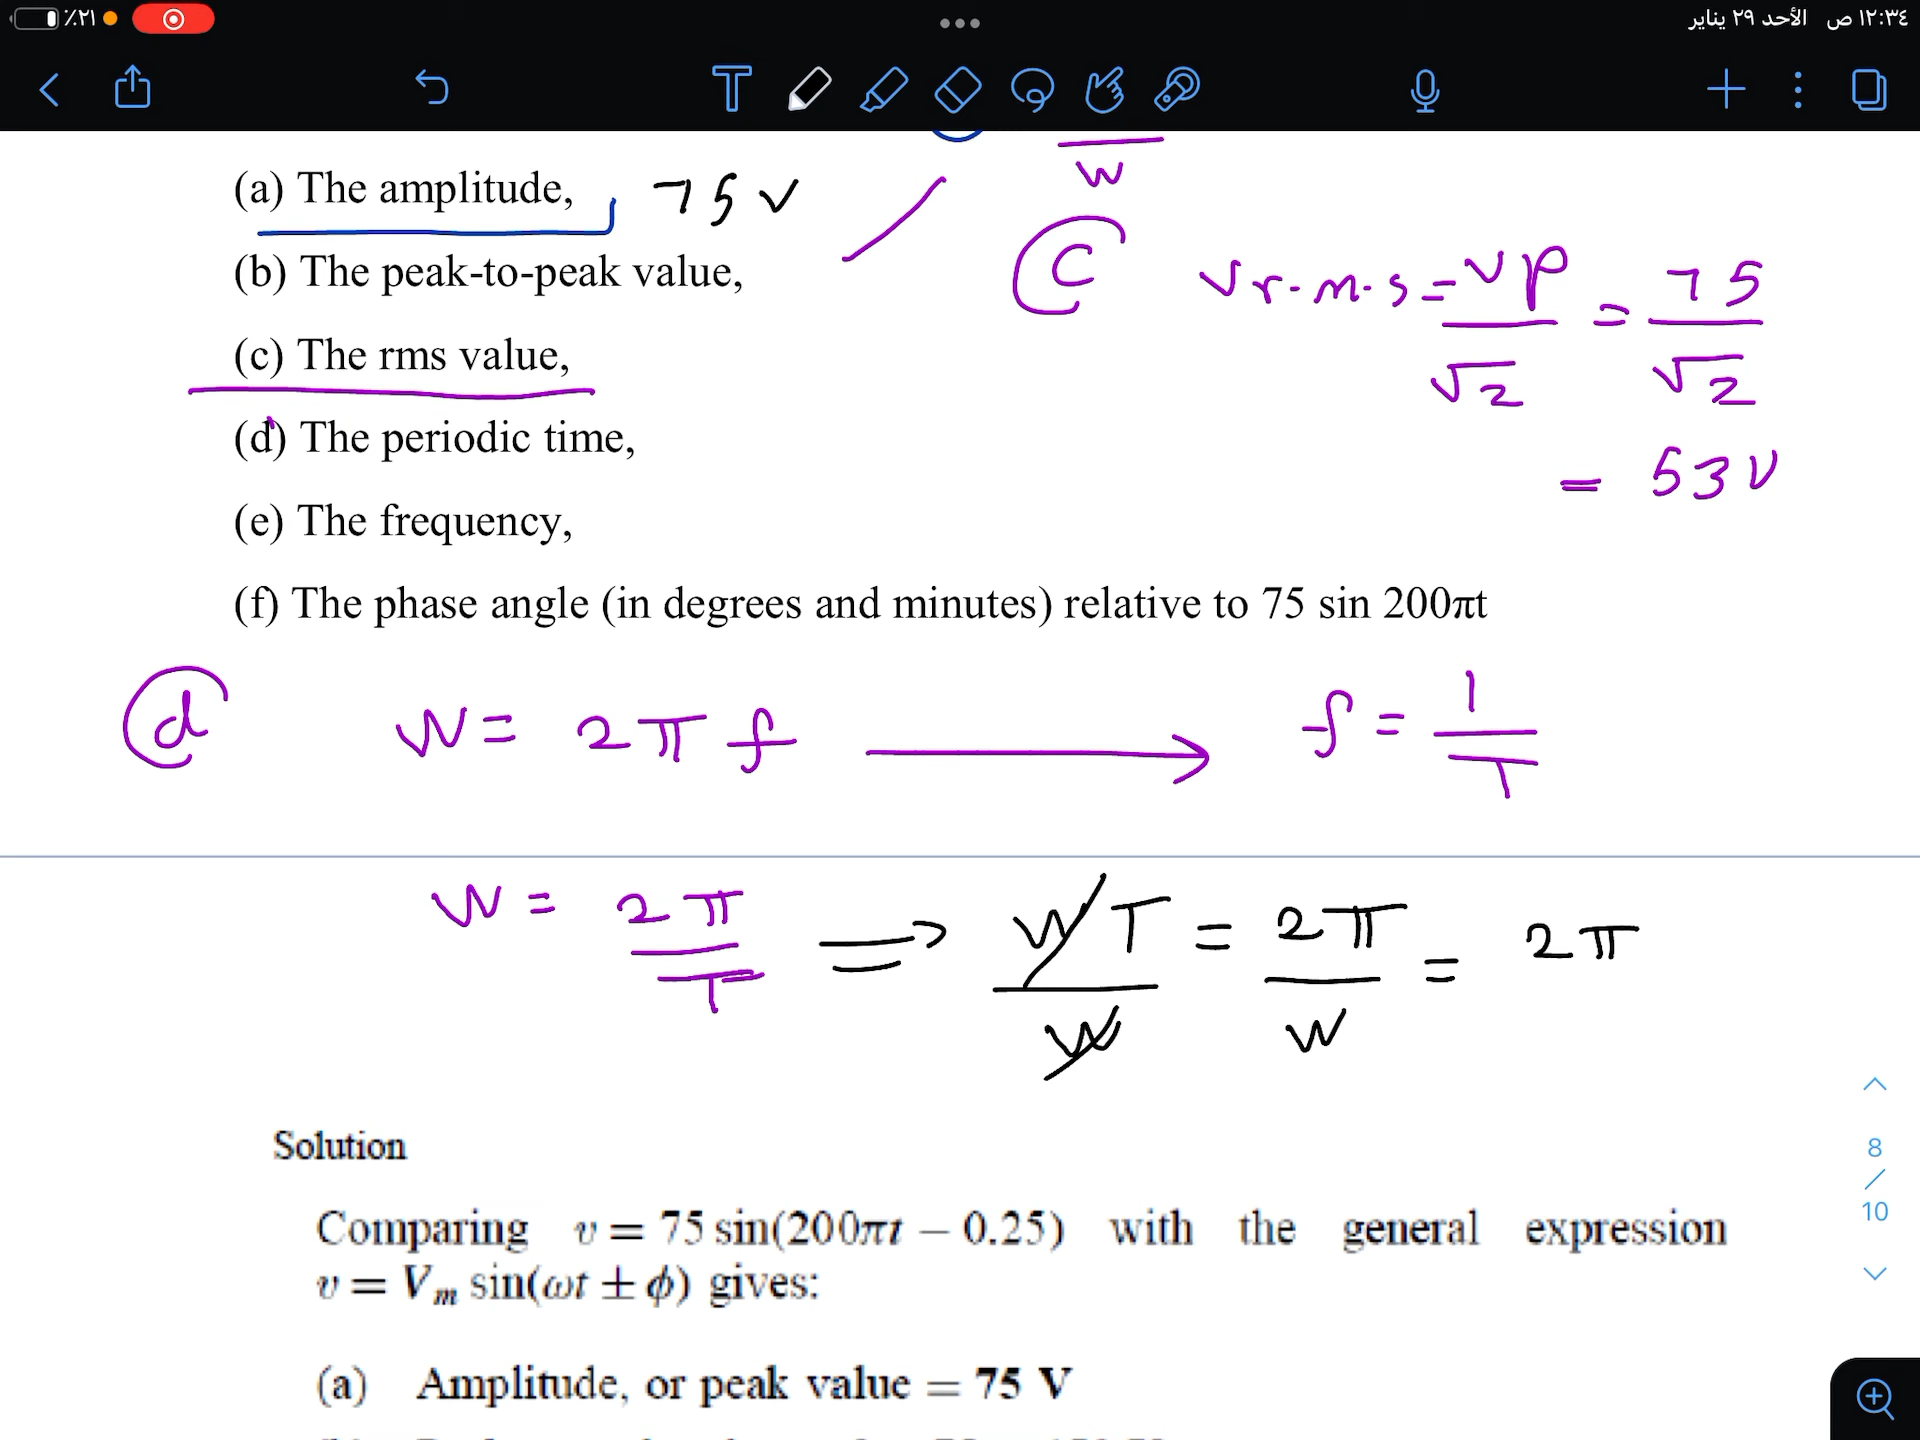 ٪٢١ ١٢:٣٤ ص الأحد ٢٩ يناير
w
(a) The amplitude, 75 v
(b) The peak-to-peak value,
C Vr.m.s = VP/√2 = 75/√2
(c) The rms value,
(d) The periodic time,
= 53 V
(e) The frequency,
(f) The phase angle (in degrees and minutes) relative to 75 sin 200πt
d W = 2π f → f = 1/T
W = 2π/T ⇒ WT/W = 2π/W = 2π
Solution
8
/
10
Comparing v = 75 sin(200πt − 0.25) with the general expression
v = Vm sin(ωt ± ϕ) gives:
(a) Amplitude, or peak value = 75 V